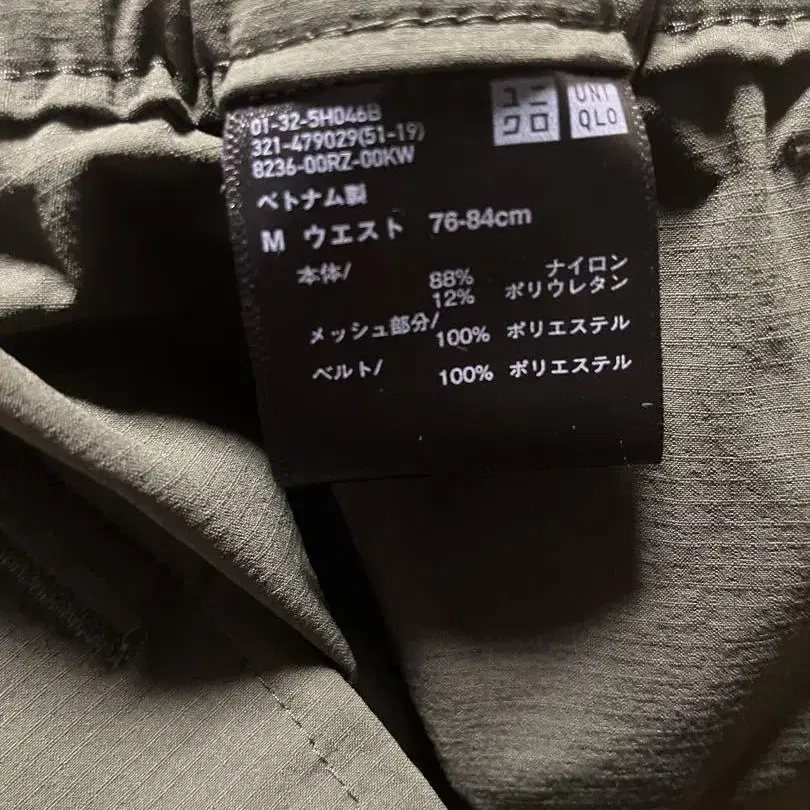 01-32-5H046B
321-479029(51-19)
8236-00RZ-00KW
ユニクロ
UNIQLO
ベトナム製
M ウエスト 76-84cm
本体/ 88% ナイロン
12% ポリウレタン
メッシュ部分/ 100% ポリエステル
ベルト/ 100% ポリエステル